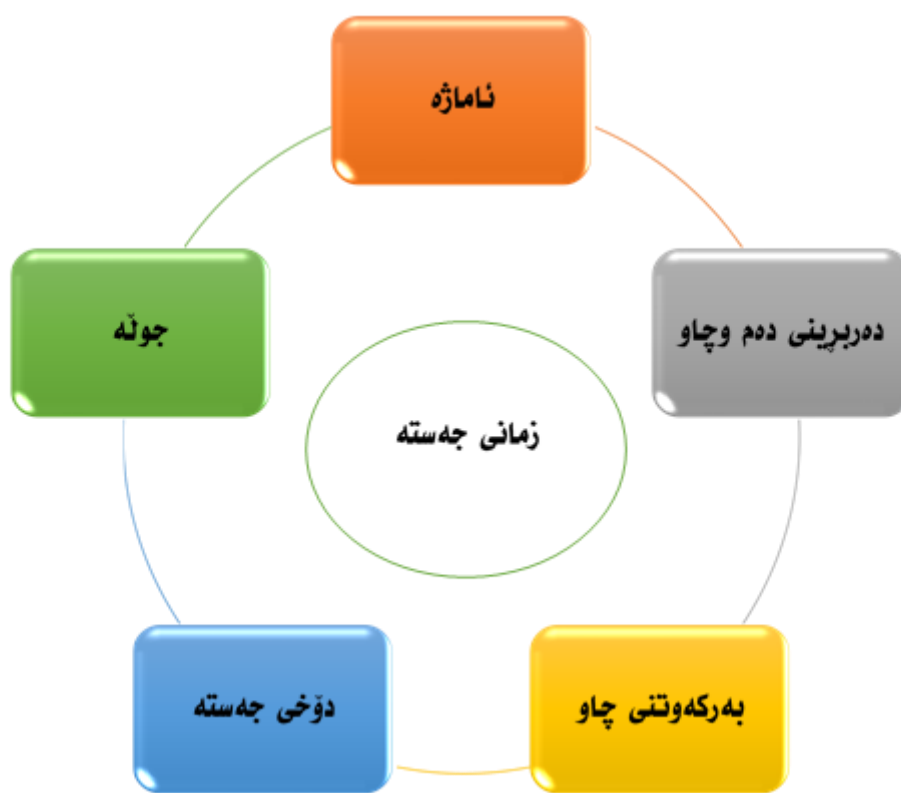 ئاماژە
دەربڕینی دەم وچاو
بەرکەوتنی چاو
دۆخی جەستە
جوڵە
زمانی جەستە